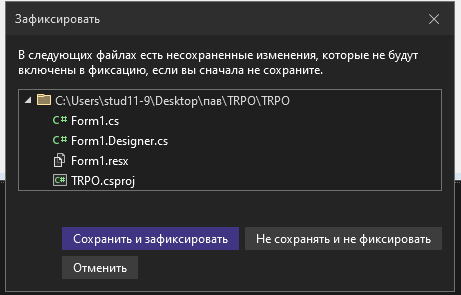 Зафиксировать
В следующих файлах есть несохраненные изменения, которые не будут
включены в фиксацию, если вы сначала не сохраните.
C:\Users\stud11-9\Desktop\пав\TRPO\TRPO
C# Form1.cs
C# Form1.Designer.cs
Form1.resx
C# TRPO.csproj
Сохранить и зафиксировать
Не сохранять и не фиксировать
Отменить